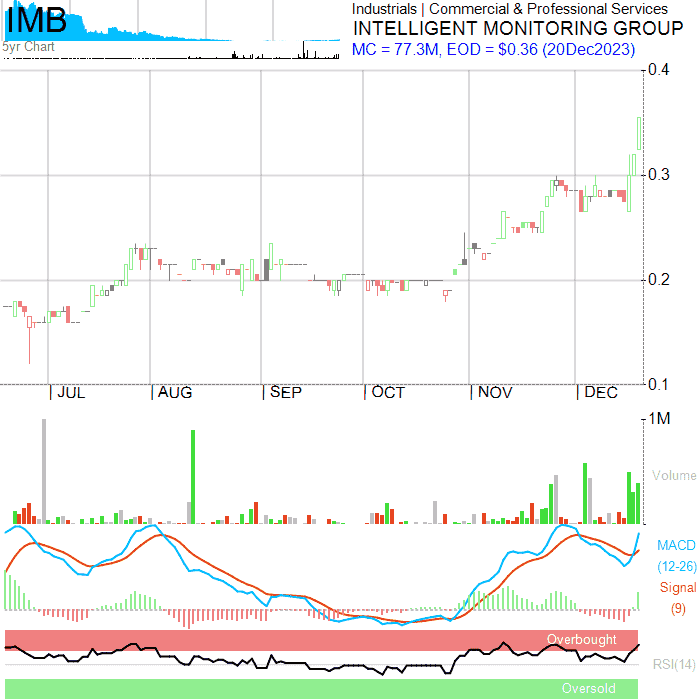 IMB
5yr Chart
Industrials | Commercial & Professional Services
INTELLIGENT MONITORING GROUP
MC = 77.3M, EOD = $0.36 (20Dec2023)
0.4
0.3
0.2
0.1
JUL
AUG
SEP
OCT
NOV
DEC
1M
Volume
MACD
(12-26)
Signal
(9)
Overbought
RSI(14)
Oversold